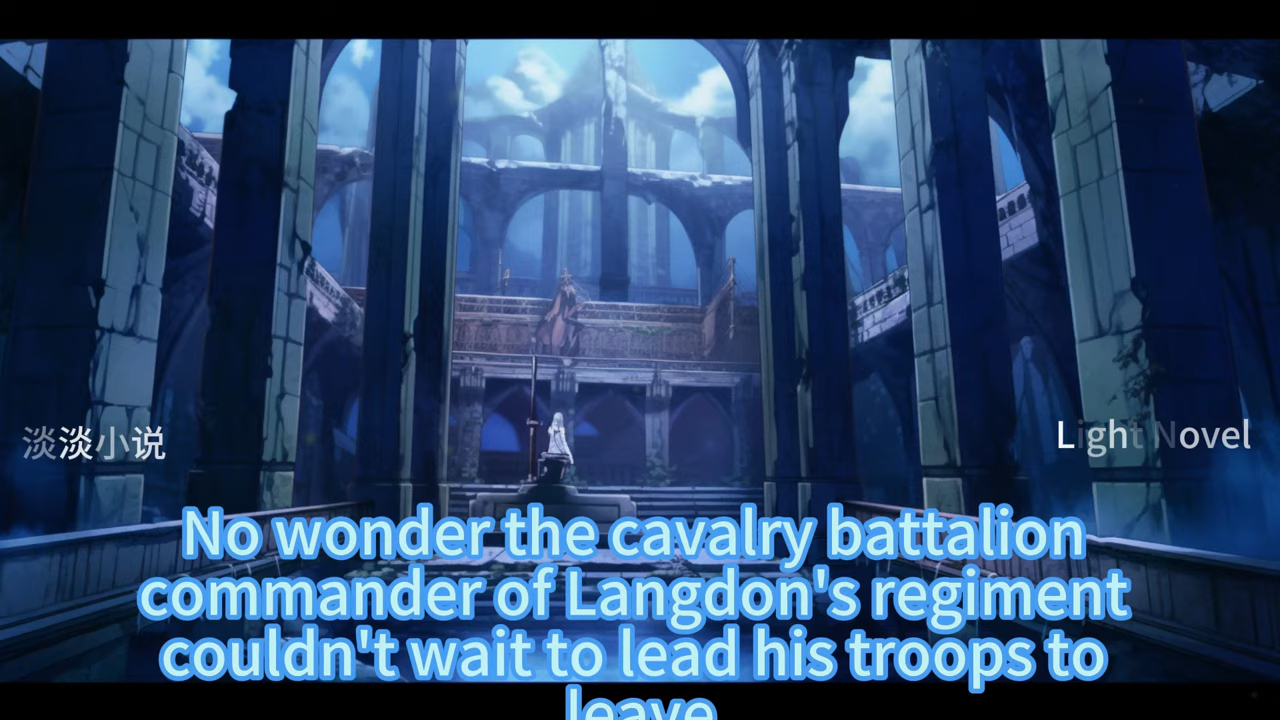 淡淡小说
Light Novel
No wonder the cavalry battalion
commander of Langdon's regiment
couldn't wait to lead his troops to
leave